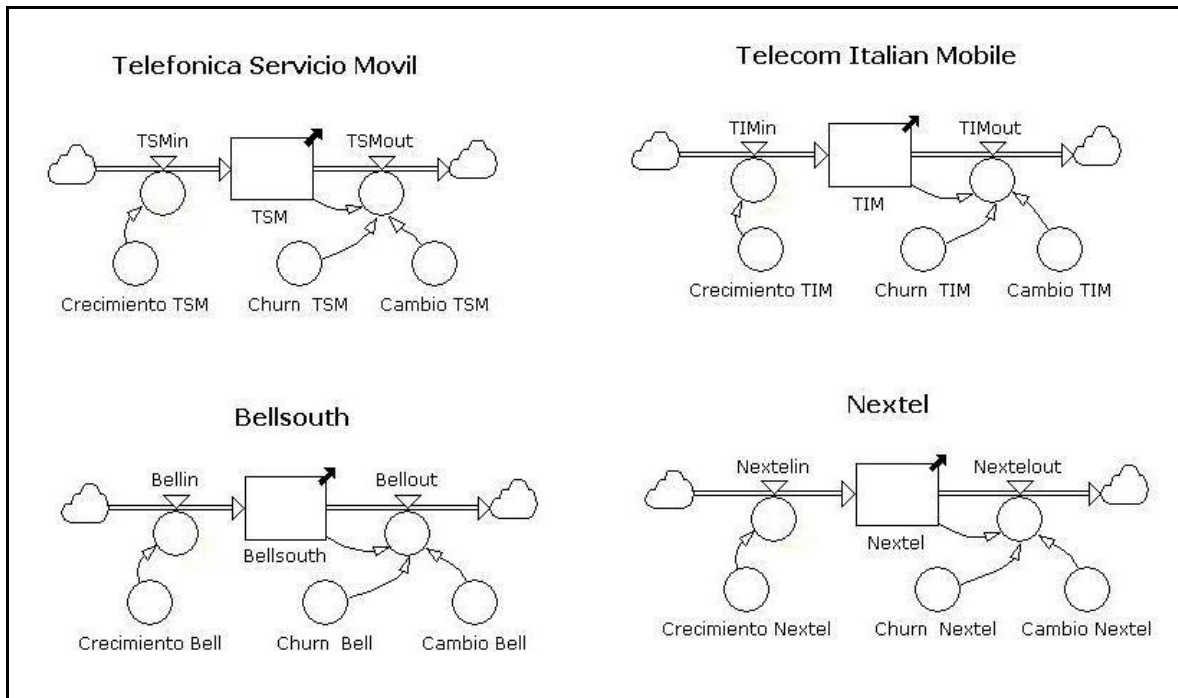 Telefonica Servicio Movil
TSMin
TSMout
TSM
Crecimiento TSM
Churn TSM
Cambio TSM
Telecom Italian Mobile
TIMin
TIMout
TIM
Crecimiento TIM
Churn TIM
Cambio TIM
Bellsouth
Bellin
Bellout
Bellsouth
Crecimiento Bell
Churn Bell
Cambio Bell
Nextel
Nextelin
Nextelout
Nextel
Crecimiento Nextel
Churn Nextel
Cambio Nextel